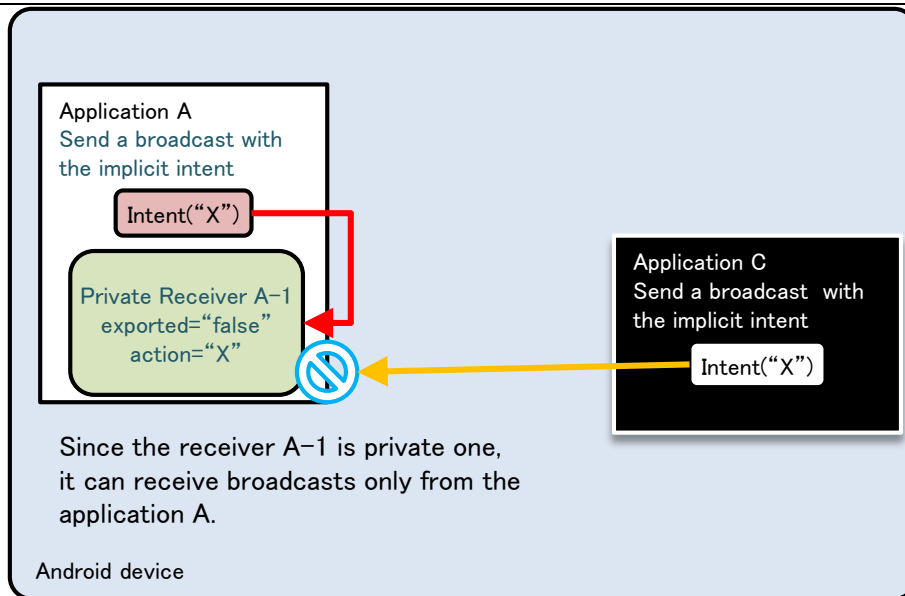 Application A
Send a broadcast with
the implicit intent
Intent(“X”)
Private Receiver A-1
exported=“false”
action=“X”
Application C
Send a broadcast with
the implicit intent
Intent(“X”)
Since the receiver A-1 is private one,
it can receive broadcasts only from the
application A.
Android device